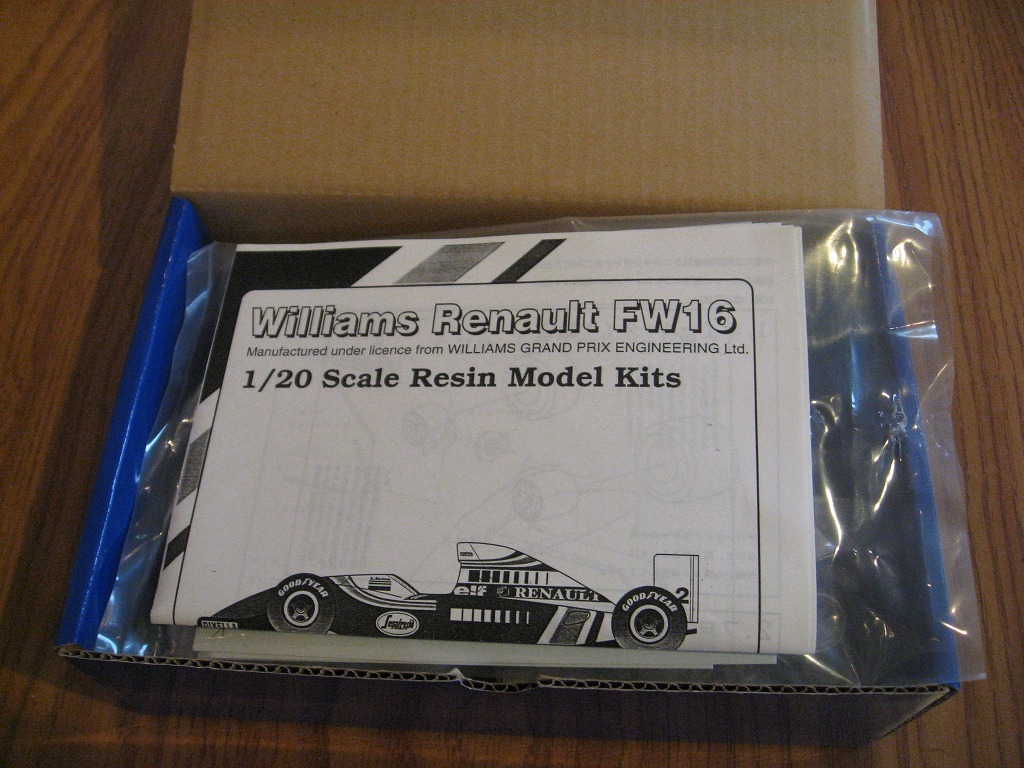 Williams Renault FW16
Manufactured under licence from WILLIAMS GRAND PRIX ENGINEERING Ltd.
1/20 Scale Resin Model Kits
elf
RENAULT
2
GOODYEAR
GOODYEAR
Segafredo